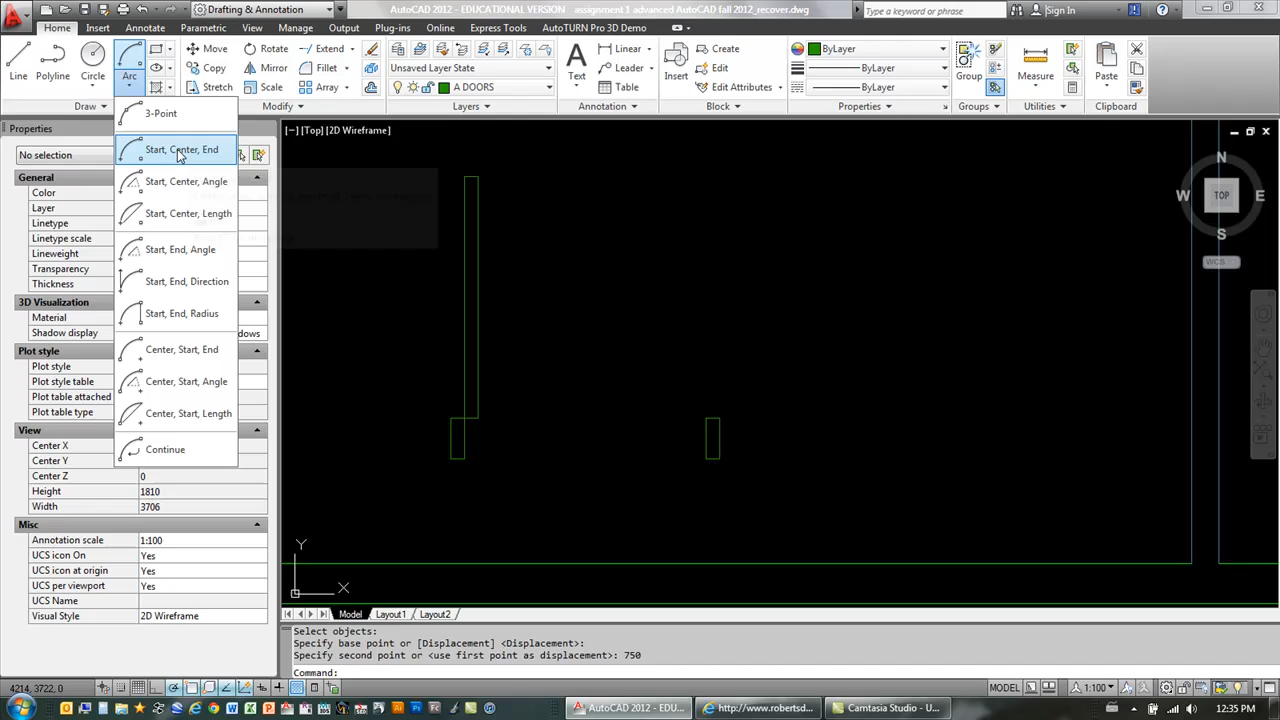 Drafting & Annotation
AutoCAD 2012 - EDUCATIONAL VERSION assignment 1 advanced AutoCAD fall 2012_recover.dwg
Type a keyword or phrase
Sign In
Home Insert Annotate Parametric View Manage Output Plug-ins Online Express Tools AutoTURN Pro 3D Demo
Line Polyline Circle Arc
Move Rotate Extend
Copy Mirror Fillet
Stretch Scale Array
Unsaved Layer State
A DOORS
Text
Linear
Leader
Table
Insert
Create
Edit
Edit Attributes
ByLayer
ByLayer
ByLayer
Group
Measure
Paste
Draw Modify Layers Annotation Block Properties Groups Utilities Clipboard
Properties
No selection
General
Color
Layer
Linetype
Linetype scale
Lineweight
Transparency
Thickness
3D Visualization
Material
Shadow display
Plot style
Plot style
Plot style table
Plot table attached
Plot table type
View
Center X
Center Y
Center Z 0
Height 1810
Width 3706
Misc
Annotation scale 1:100
UCS icon On Yes
UCS icon at origin Yes
UCS per viewport Yes
UCS Name
Visual Style 2D Wireframe
3-Point
Start, Center, End
Start, Center, Angle
Start, Center, Length
Start, End, Angle
Start, End, Direction
Start, End, Radius
Center, Start, End
Center, Start, Angle
Center, Start, Length
Continue
[−] [Top] [2D Wireframe]
N
W TOP E
S
WCS
Y
X
Model Layout1 Layout2
Select objects:
Specify base point or [Displacement] <Displacement>:
Specify second point or <use first point as displacement>: 750
Command:
4214, 3722, 0
MODEL
1:100
AutoCAD 2012 - EDU...
http://www.robertsd...
Camtasia Studio - U...
12:35 PM